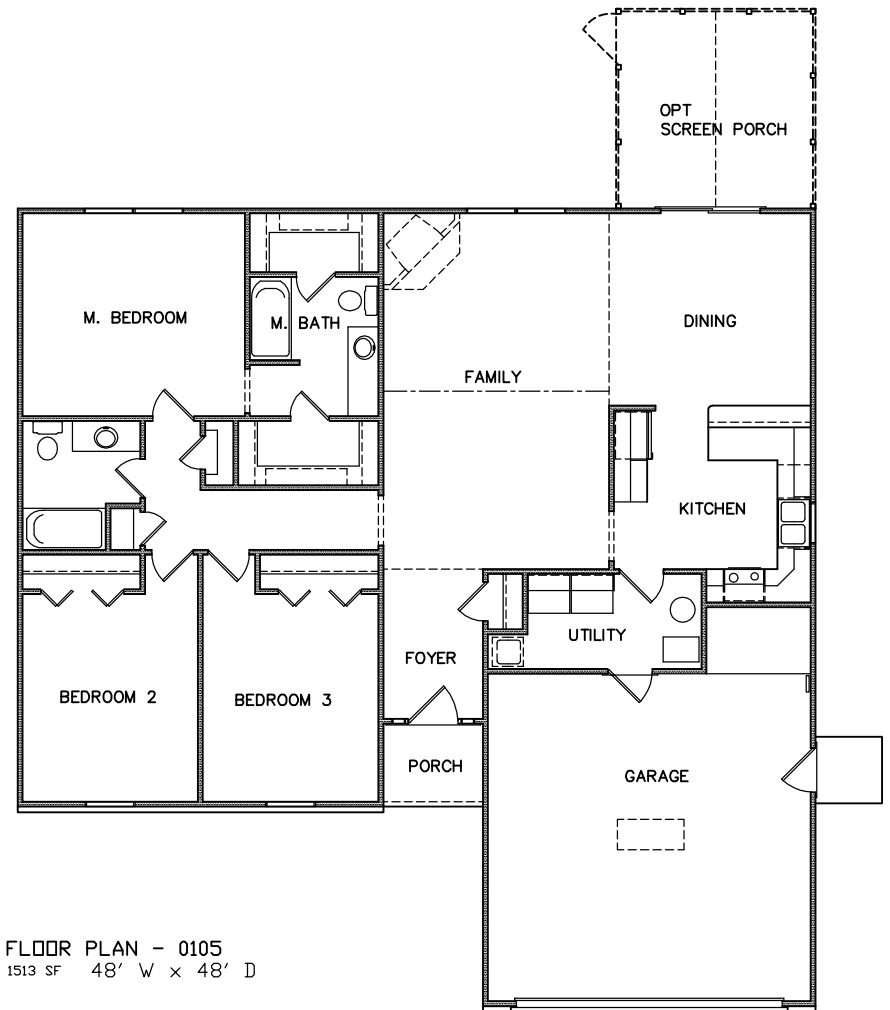 OPT
SCREEN PORCH
M. BEDROOM
M. BATH
DINING
FAMILY
KITCHEN
UTILITY
FOYER
BEDROOM 2
BEDROOM 3
PORCH
GARAGE
FLOOR PLAN - 0105
1513 SF 48' W x 48' D